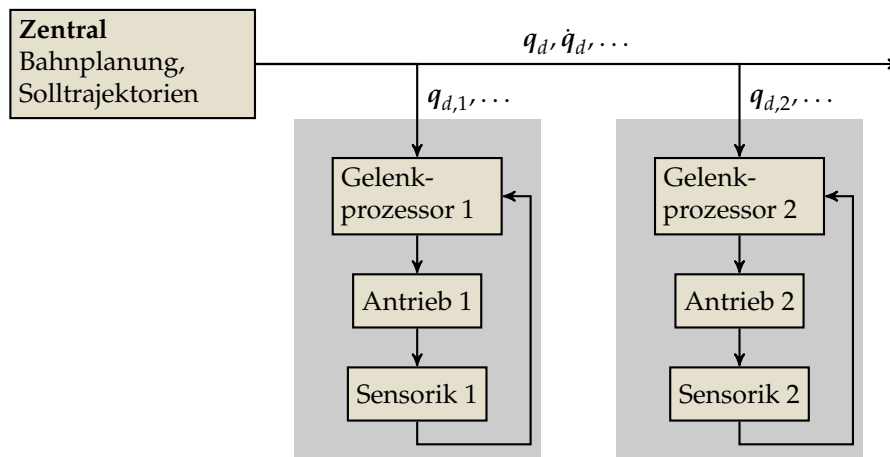 Zentral
Bahnplanung,
Solltrajektorien
q_d, q̇_d, . . .
q_{d,1}, . . .
q_{d,2}, . . .
Gelenk-
prozessor 1
Antrieb 1
Sensorik 1
Gelenk-
prozessor 2
Antrieb 2
Sensorik 2